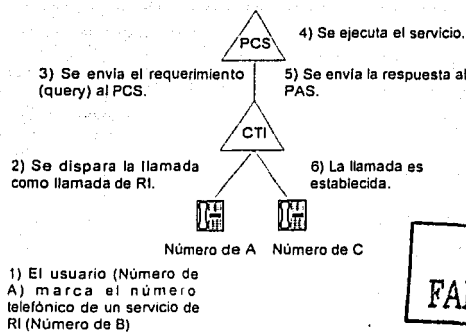 PCS
4) Se ejecuta el servicio.
3) Se envía el requerimiento
(query) al PCS.
5) Se envía la respuesta al
PAS.
CTI
2) Se dispara la llamada
como llamada de RI.
6) La llamada es
establecida.
Número de A
Número de C
1) El usuario (Número de
A) marca el número
telefónico de un servicio de
RI (Número de B)